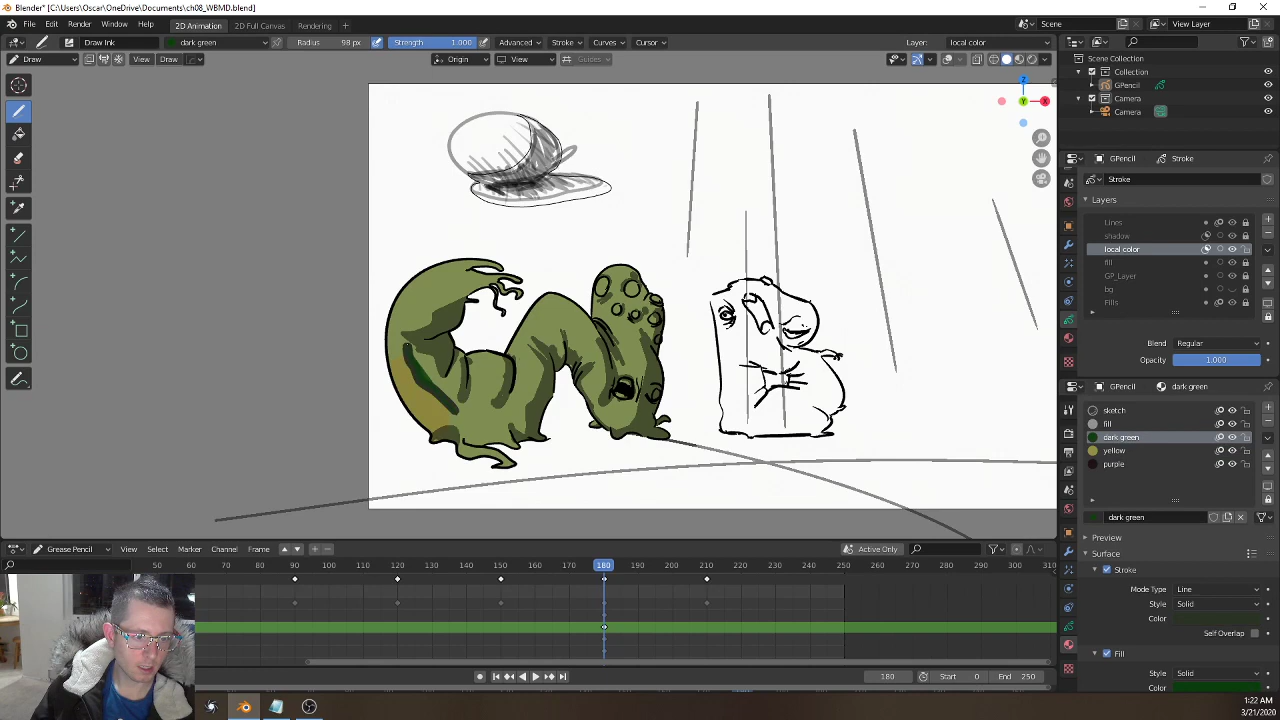 Blender* [C:\Users\Oscar\OneDrive\Documents\ch08_WBMD.blend]
File Edit Render Window Help 2D Animation 2D Full Canvas Rendering Scene View Layer
Draw Ink dark green Radius 98 px Strength 1.000 Advanced Stroke Curves Cursor Layer: local color
Draw View Draw Origin View Guides
Scene Collection
Collection
GPencil
Camera
Camera
Z
Y
X
GPencil Stroke
Stroke
Layers
Lines
shadow
local color
fill
GP_Layer
bg
Fills
Blend Regular
Opacity 1.000
GPencil dark green
sketch
fill
dark green
yellow
purple
dark green
Preview
Surface
Stroke
Mode Type Line
Style Solid
Color
Self Overlap
Fill
Style Solid
Color
Grease Pencil View Select Marker Channel Frame Active Only
50 60 70 80 90 100 110 120 130 140 150 160 170 180 190 200 210 220 230 240 250 260 270 280 290 300 310
180 Start 0 End 250
1:22 AM
3/21/2020